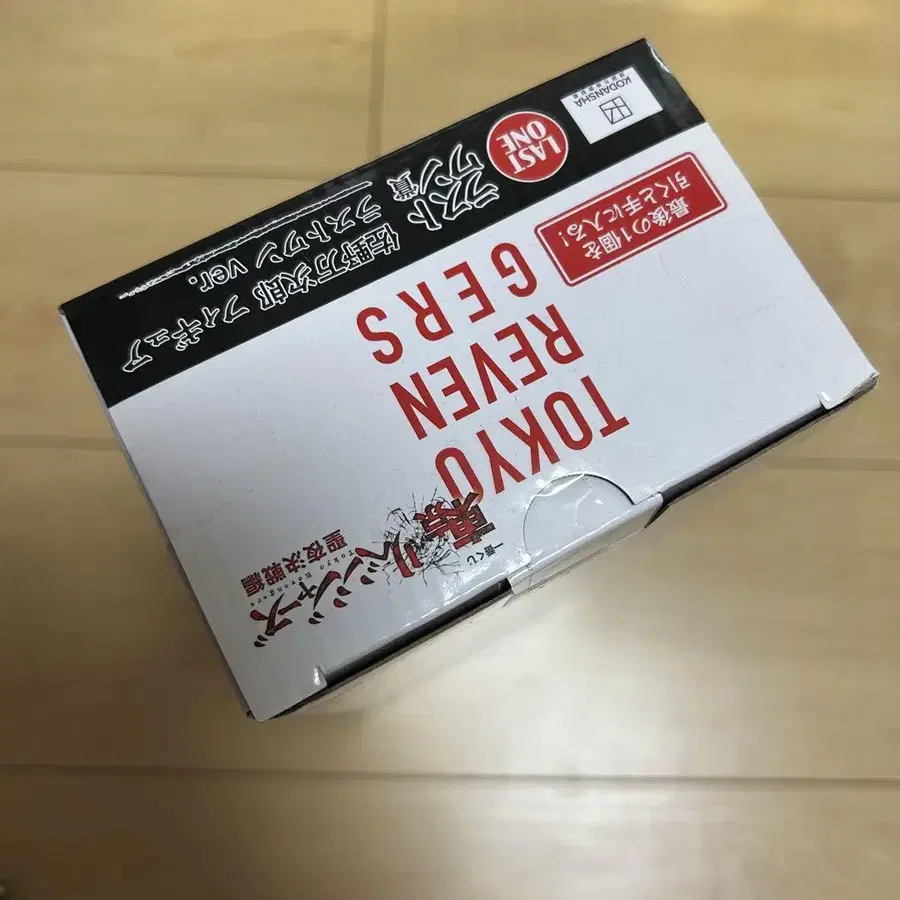 KODANSHA
LAST
ONE
ラスト
ワン賞
佐野万次郎 フィギュア
ラストワン ver.
最後の1個を
引くと手に入る!
TOKYO
REVEN
GERS
一番くじ
東京リベンジャーズ
Tokyo Revengers
聖夜決戦編